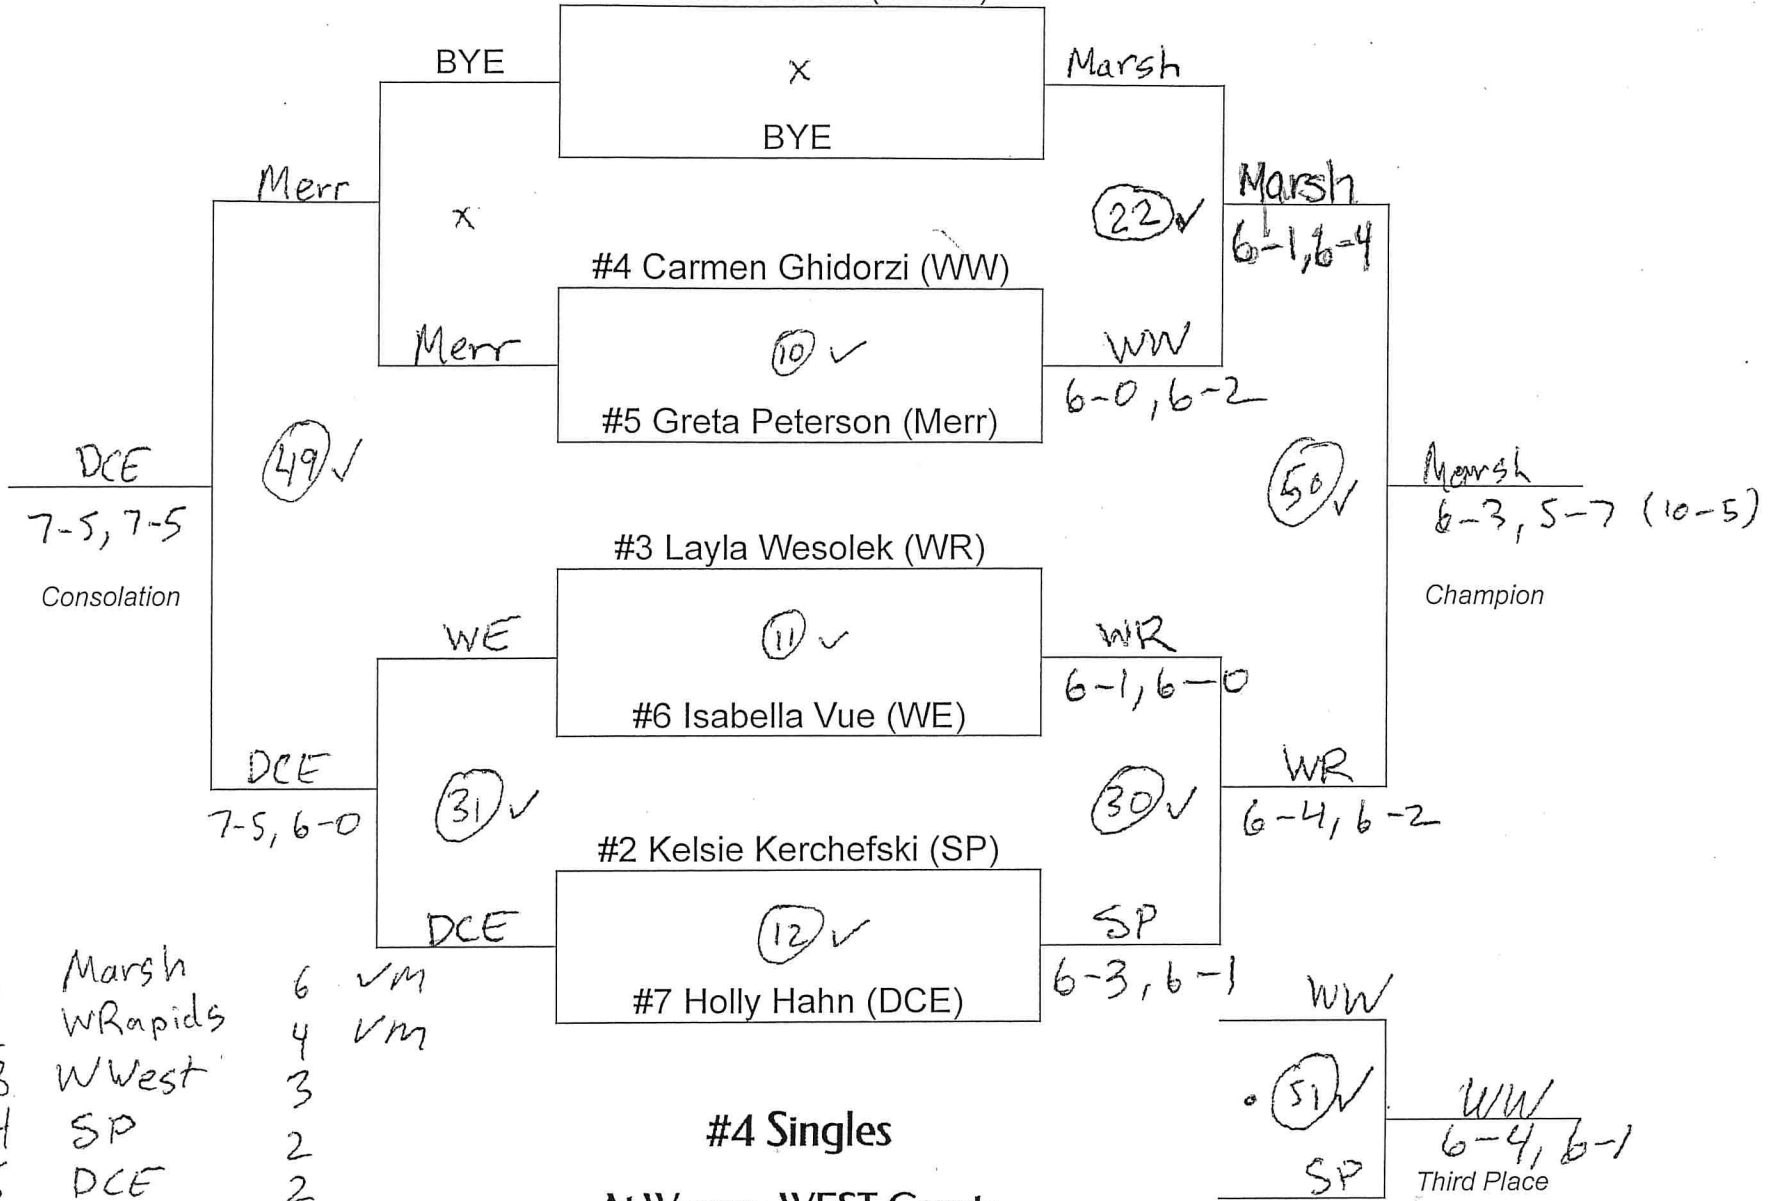 BYE
x
Marsh
BYE
Merr
x
22 ✓
Marsh
6-1, 6-4
#4 Carmen Ghidorzi (WW)
Merr
10 ✓
WW
6-0, 6-2
#5 Greta Peterson (Merr)
DCE
49 ✓
50 ✓
Marsh
7-5, 7-5
6-3, 5-7 (10-5)
#3 Layla Wesolek (WR)
Consolation
Champion
WE
11 ✓
WR
6-1, 6-0
#6 Isabella Vue (WE)
DCE
31 ✓
30 ✓
WR
7-5, 6-0
6-4, 6-2
#2 Kelsie Kerchefski (SP)
DCE
12 ✓
SP
6-3, 6-1
#7 Holly Hahn (DCE)
Marsh 6 VM
WRapids 4 VM
3 WWest 3
4 SP 2
DCE 2
WW
51 ✓
WW
6-4, 6-1
SP
Third Place
#4 Singles